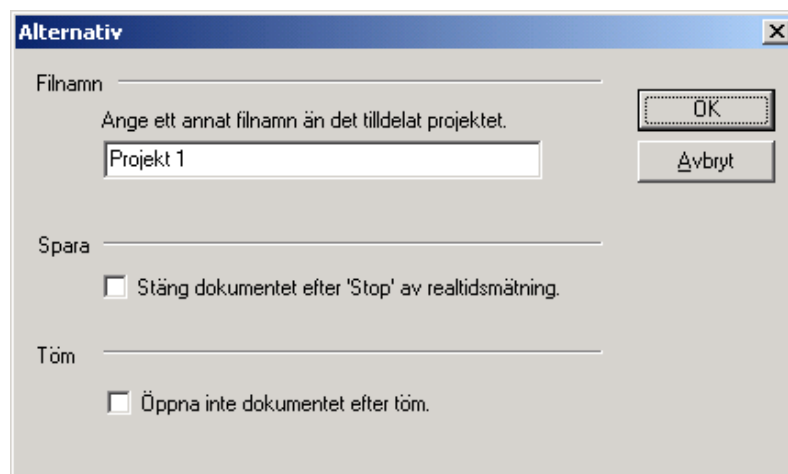 Alternativ
Filnamn
Ange ett annat filnamn än det tilldelat projektet.
OK
Projekt 1
Avbryt
Spara
Stäng dokumentet efter 'Stop' av realtidsmätning.
Töm
Öppna inte dokumentet efter töm.